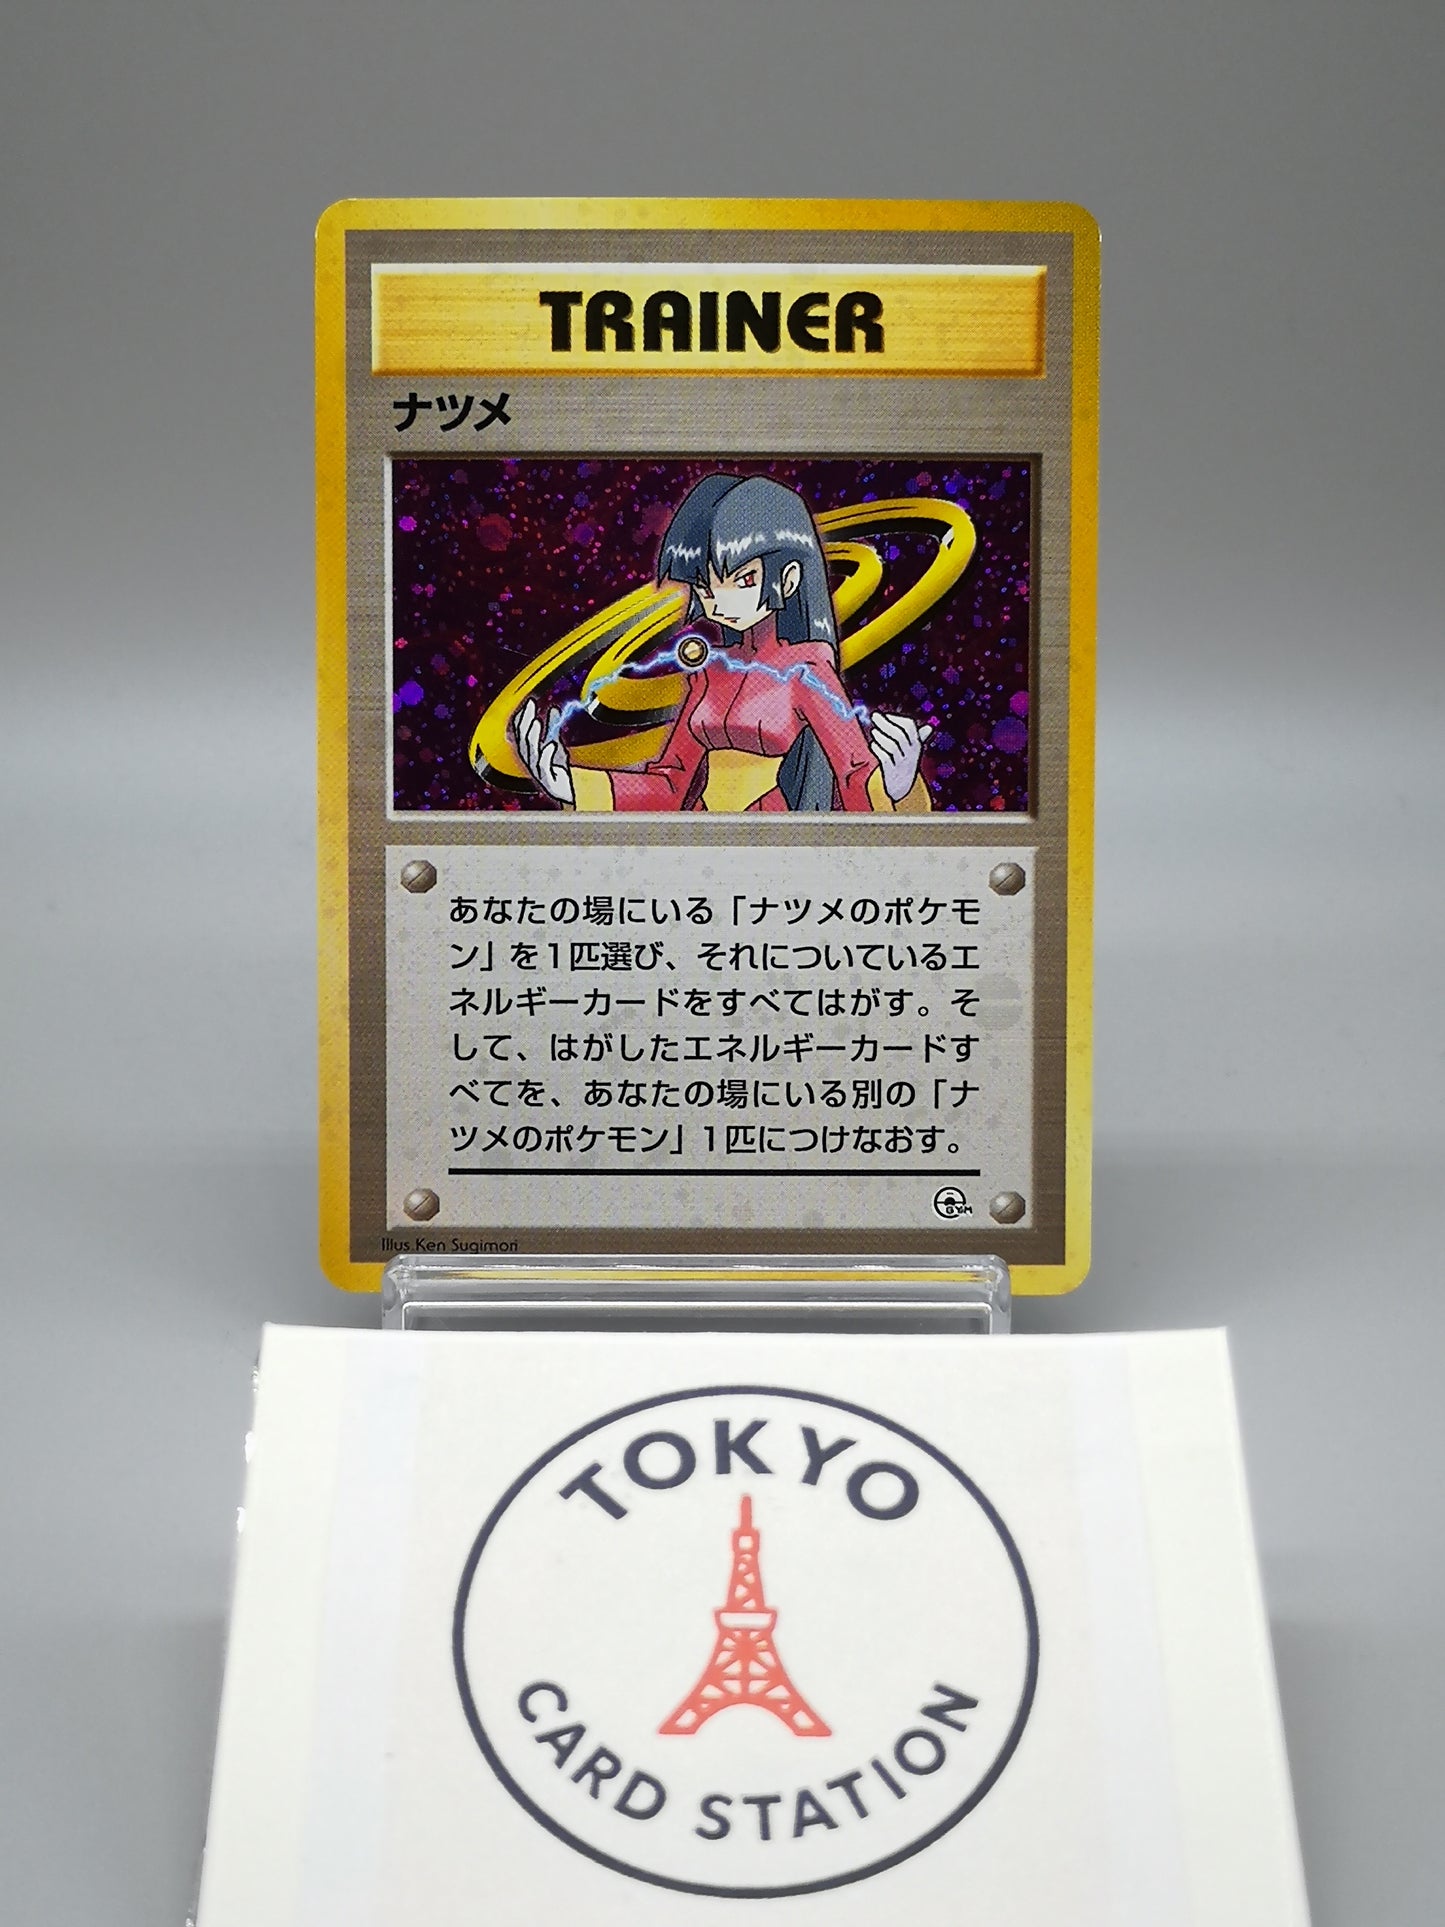 TRAINER
ナツメ
あなたの場にいる「ナツメのポケモ
ン」を1匹選び、それについているエ
ネルギーカードをすべてはがす。そ
して、はがしたエネルギーカードす
べてを、あなたの場にいる別の「ナ
ツメのポケモン」1匹につけなおす。
GYM
Illus. Ken Sugimori
TOKYO
CARD STATION